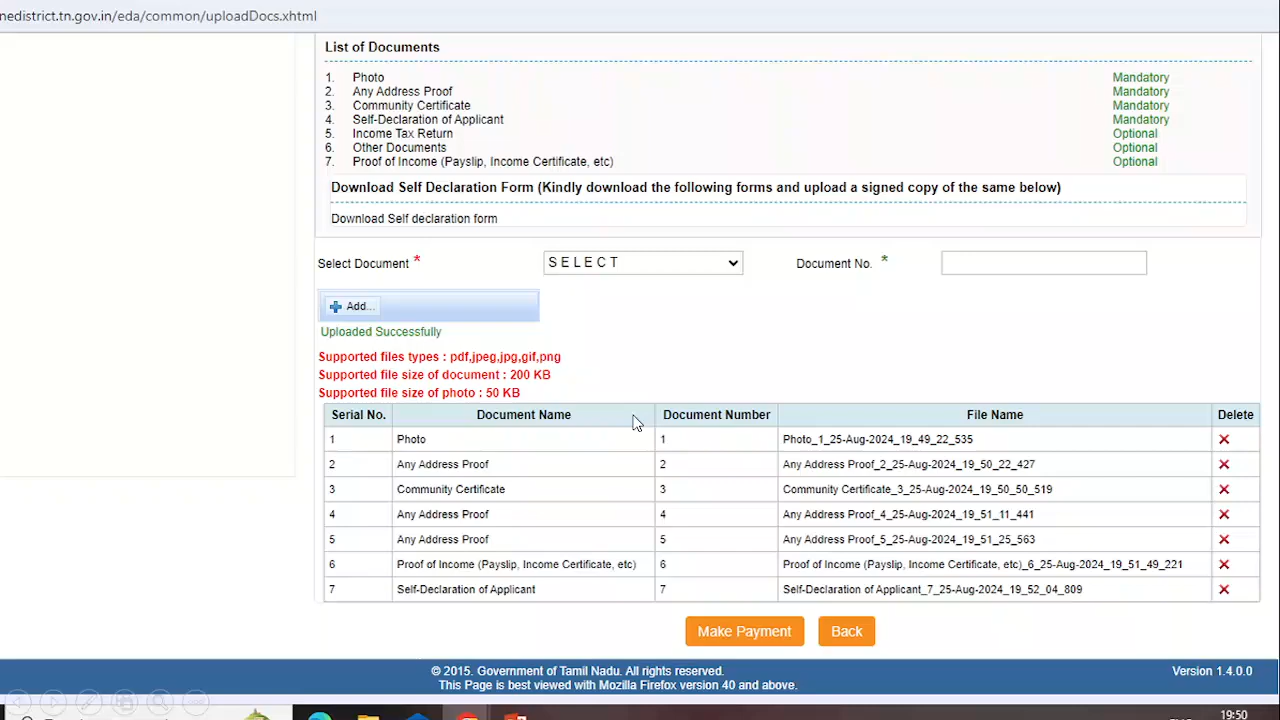 nedistrict.tn.gov.in/eda/common/uploadDocs.xhtml
List of Documents
1. Photo Mandatory
2. Any Address Proof Mandatory
3. Community Certificate Mandatory
4. Self-Declaration of Applicant Mandatory
5. Income Tax Return Optional
6. Other Documents Optional
7. Proof of Income (Payslip, Income Certificate, etc) Optional
Download Self Declaration Form (Kindly download the following forms and upload a signed copy of the same below)
Download Self declaration form
Select Document * SELECT Document No. *
Add...
Uploaded Successfully
Supported files types : pdf,jpeg,jpg,gif,png
Supported file size of document : 200 KB
Supported file size of photo : 50 KB
Serial No. Document Name Document Number File Name Delete
1 Photo 1 Photo_1_25-Aug-2024_19_49_22_535
2 Any Address Proof 2 Any Address Proof_2_25-Aug-2024_19_50_22_427
3 Community Certificate 3 Community Certificate_3_25-Aug-2024_19_50_50_519
4 Any Address Proof 4 Any Address Proof_4_25-Aug-2024_19_51_11_441
5 Any Address Proof 5 Any Address Proof_5_25-Aug-2024_19_51_25_563
6 Proof of Income (Payslip, Income Certificate, etc) 6 Proof of Income (Payslip, Income Certificate, etc)_6_25-Aug-2024_19_51_49_221
7 Self-Declaration of Applicant 7 Self-Declaration of Applicant_7_25-Aug-2024_19_52_04_809
Make Payment Back
© 2015. Government of Tamil Nadu. All rights reserved. Version 1.4.0.0
This Page is best viewed with Mozilla Firefox version 40 and above.
19:50